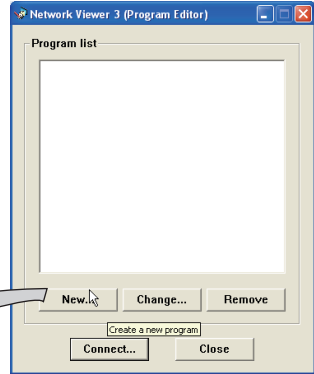 Network Viewer 3 (Program Editor)
Program list
New... Change... Remove
Create a new program
Connect... Close